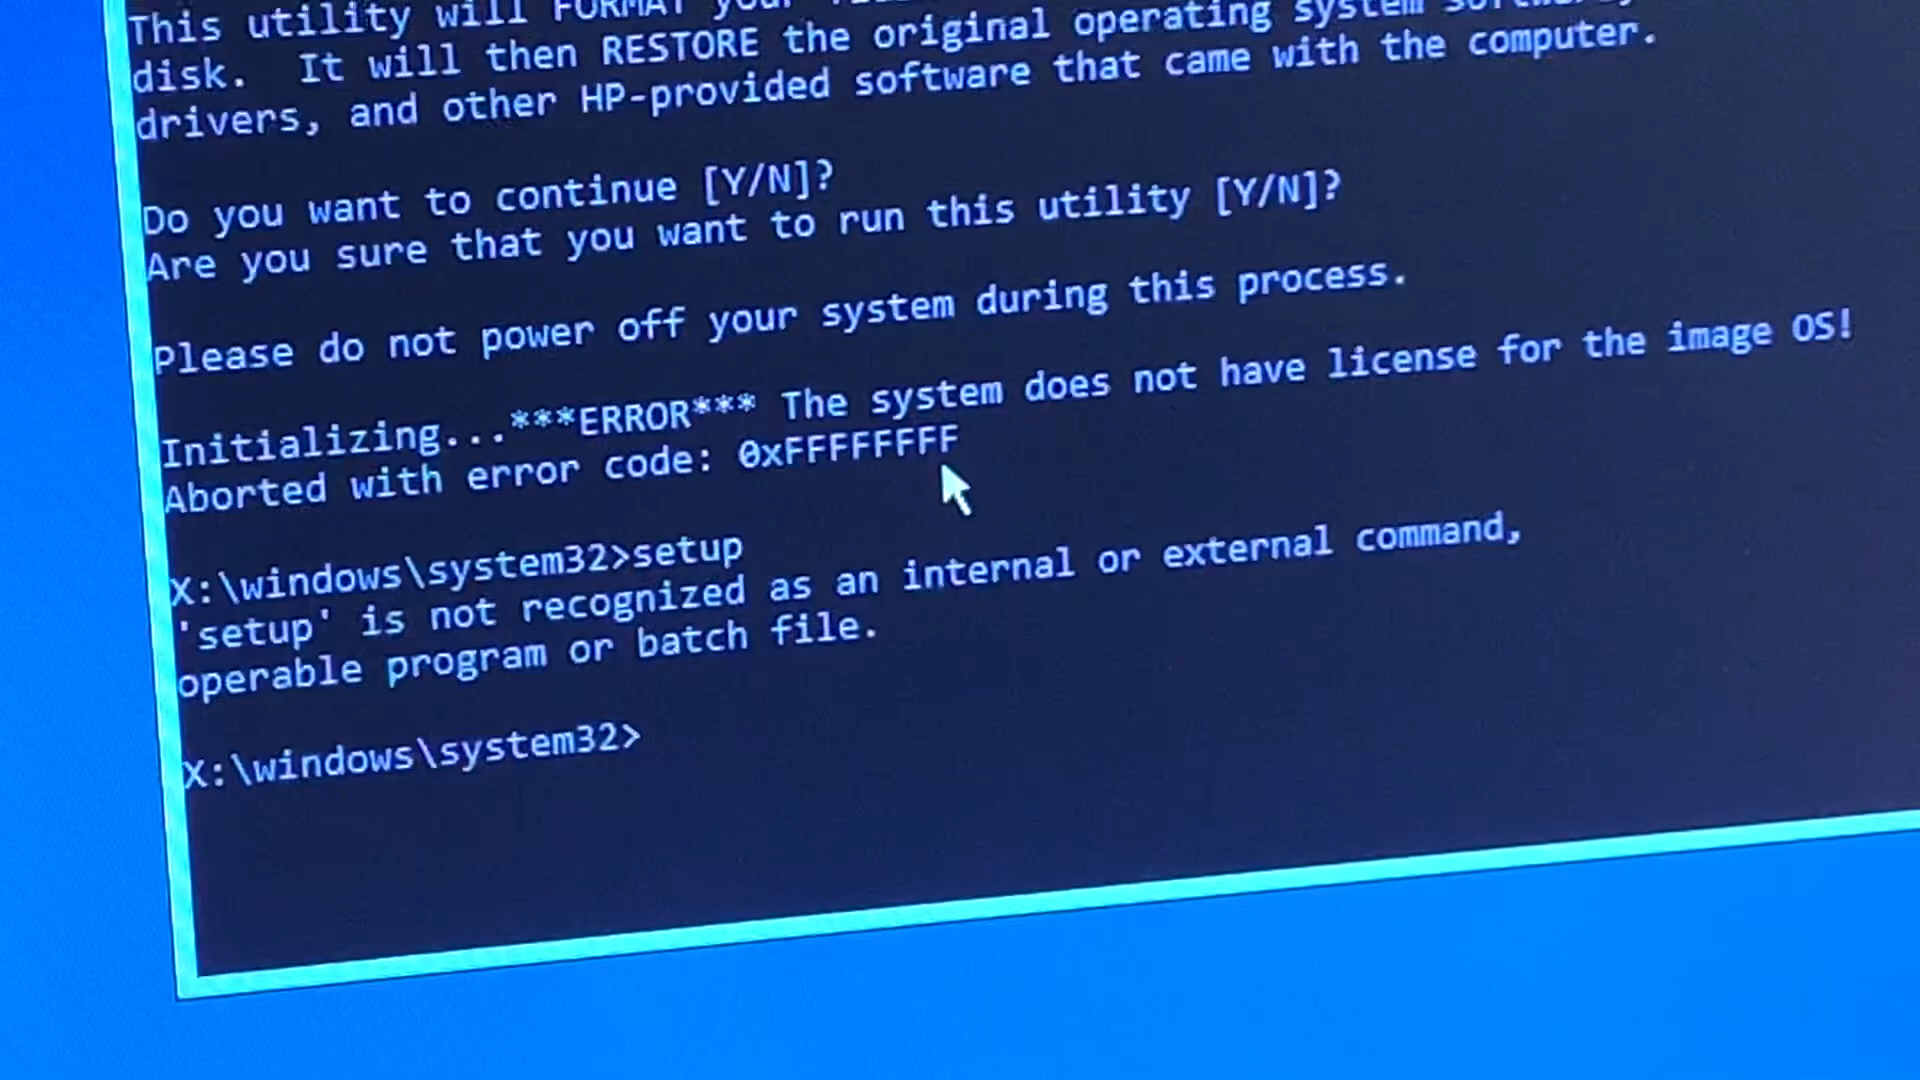 This utility will FORMAT your
disk.  It will then RESTORE the original operating system
drivers, and other HP-provided software that came with the computer.
Do you want to continue [Y/N]?
Are you sure that you want to run this utility [Y/N]?
Please do not power off your system during this process.
Initializing...***ERROR*** The system does not have license for the image OS!
Aborted with error code: 0xFFFFFFFF
X:\windows\system32>setup
'setup' is not recognized as an internal or external command,
operable program or batch file.
X:\windows\system32>